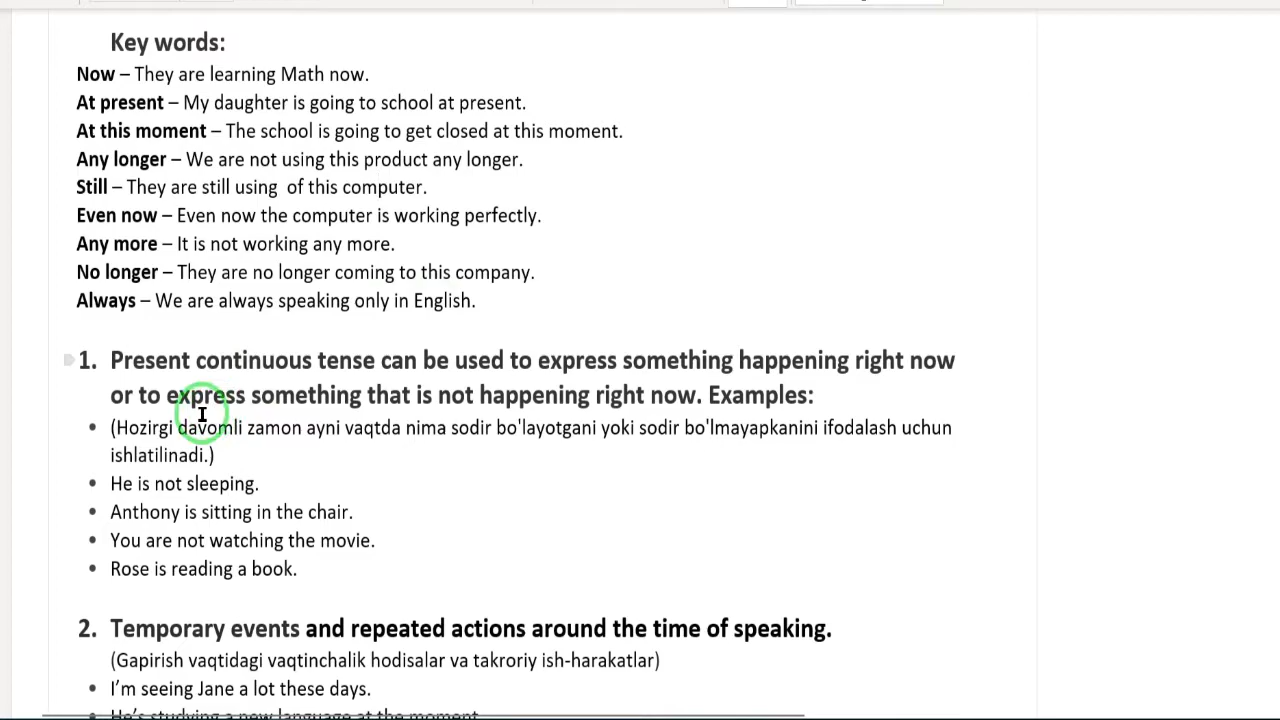 Key words:
Now – They are learning Math now.
At present – My daughter is going to school at present.
At this moment – The school is going to get closed at this moment.
Any longer – We are not using this product any longer.
Still – They are still using  of this computer.
Even now – Even now the computer is working perfectly.
Any more – It is not working any more.
No longer – They are no longer coming to this company.
Always – We are always speaking only in English.
1. Present continuous tense can be used to express something happening right now
or to express something that is not happening right now. Examples:
• (Hozirgi davomli zamon ayni vaqtda nima sodir bo'layotgani yoki sodir bo'lmayapkanini ifodalash uchun
ishlatilinadi.)
• He is not sleeping.
• Anthony is sitting in the chair.
• You are not watching the movie.
• Rose is reading a book.
2. Temporary events and repeated actions around the time of speaking.
(Gapirish vaqtidagi vaqtinchalik hodisalar va takroriy ish-harakatlar)
• I’m seeing Jane a lot these days.
• He's studying a new language at the moment